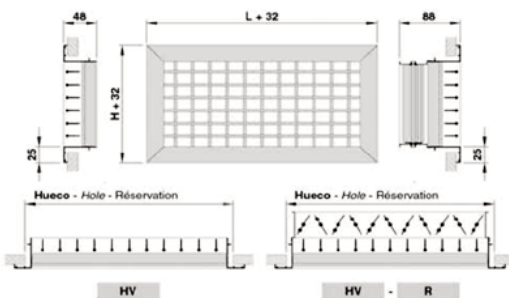 48
L + 32
88
H + 32
25
25
Hueco - Hole - Réservation
Hueco - Hole - Réservation
HV
HV - R